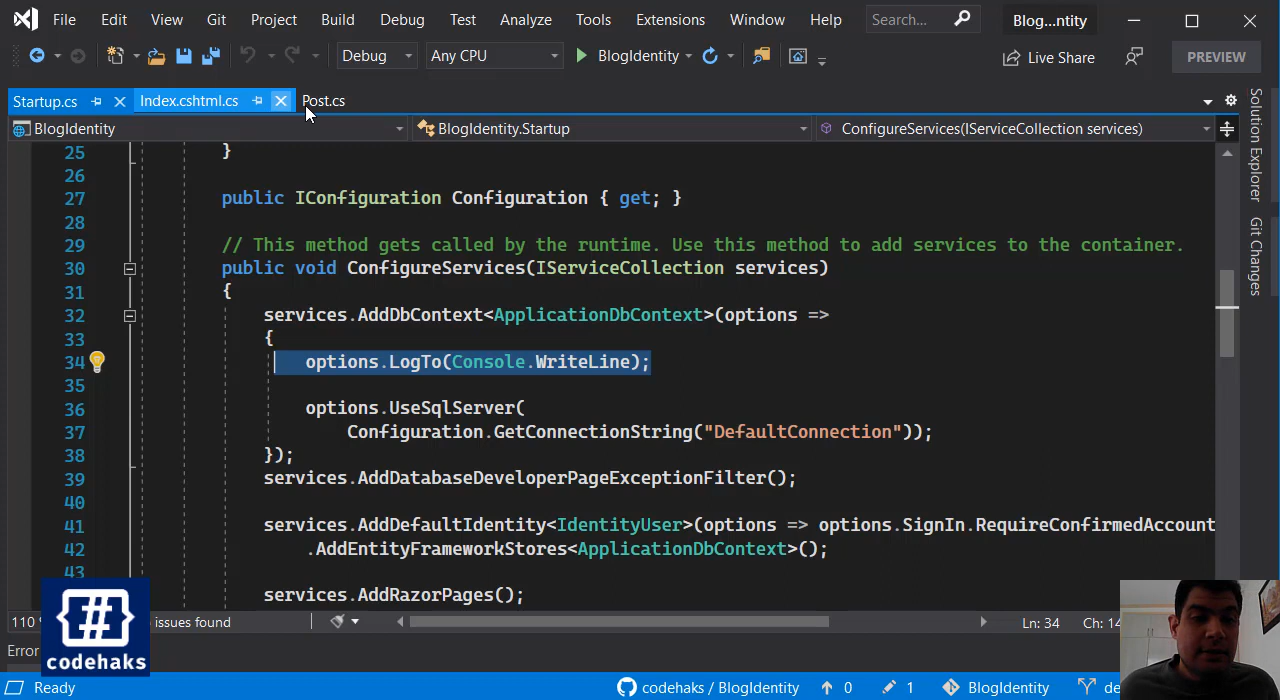 File Edit View Git Project Build Debug Test Analyze Tools Extensions Window Help Search... Blog...ntity
Debug Any CPU BlogIdentity Live Share PREVIEW
Startup.cs Index.cshtml.cs Post.cs
BlogIdentity BlogIdentity.Startup ConfigureServices(IServiceCollection services)
25 }
26
27 public IConfiguration Configuration { get; }
28
29 // This method gets called by the runtime. Use this method to add services to the container.
30 public void ConfigureServices(IServiceCollection services)
31 {
32 services.AddDbContext<ApplicationDbContext>(options =>
33 {
34 options.LogTo(Console.WriteLine);
35
36 options.UseSqlServer(
37 Configuration.GetConnectionString("DefaultConnection"));
38 });
39 services.AddDatabaseDeveloperPageExceptionFilter();
40
41 services.AddDefaultIdentity<IdentityUser>(options => options.SignIn.RequireConfirmedAccount
42 .AddEntityFrameworkStores<ApplicationDbContext>();
43
services.AddRazorPages();
Solution Explorer
Git Changes
110 issues found Ln: 34 Ch: 14
Error
{#}
codehaks
Ready codehaks / BlogIdentity 0 1 BlogIdentity de